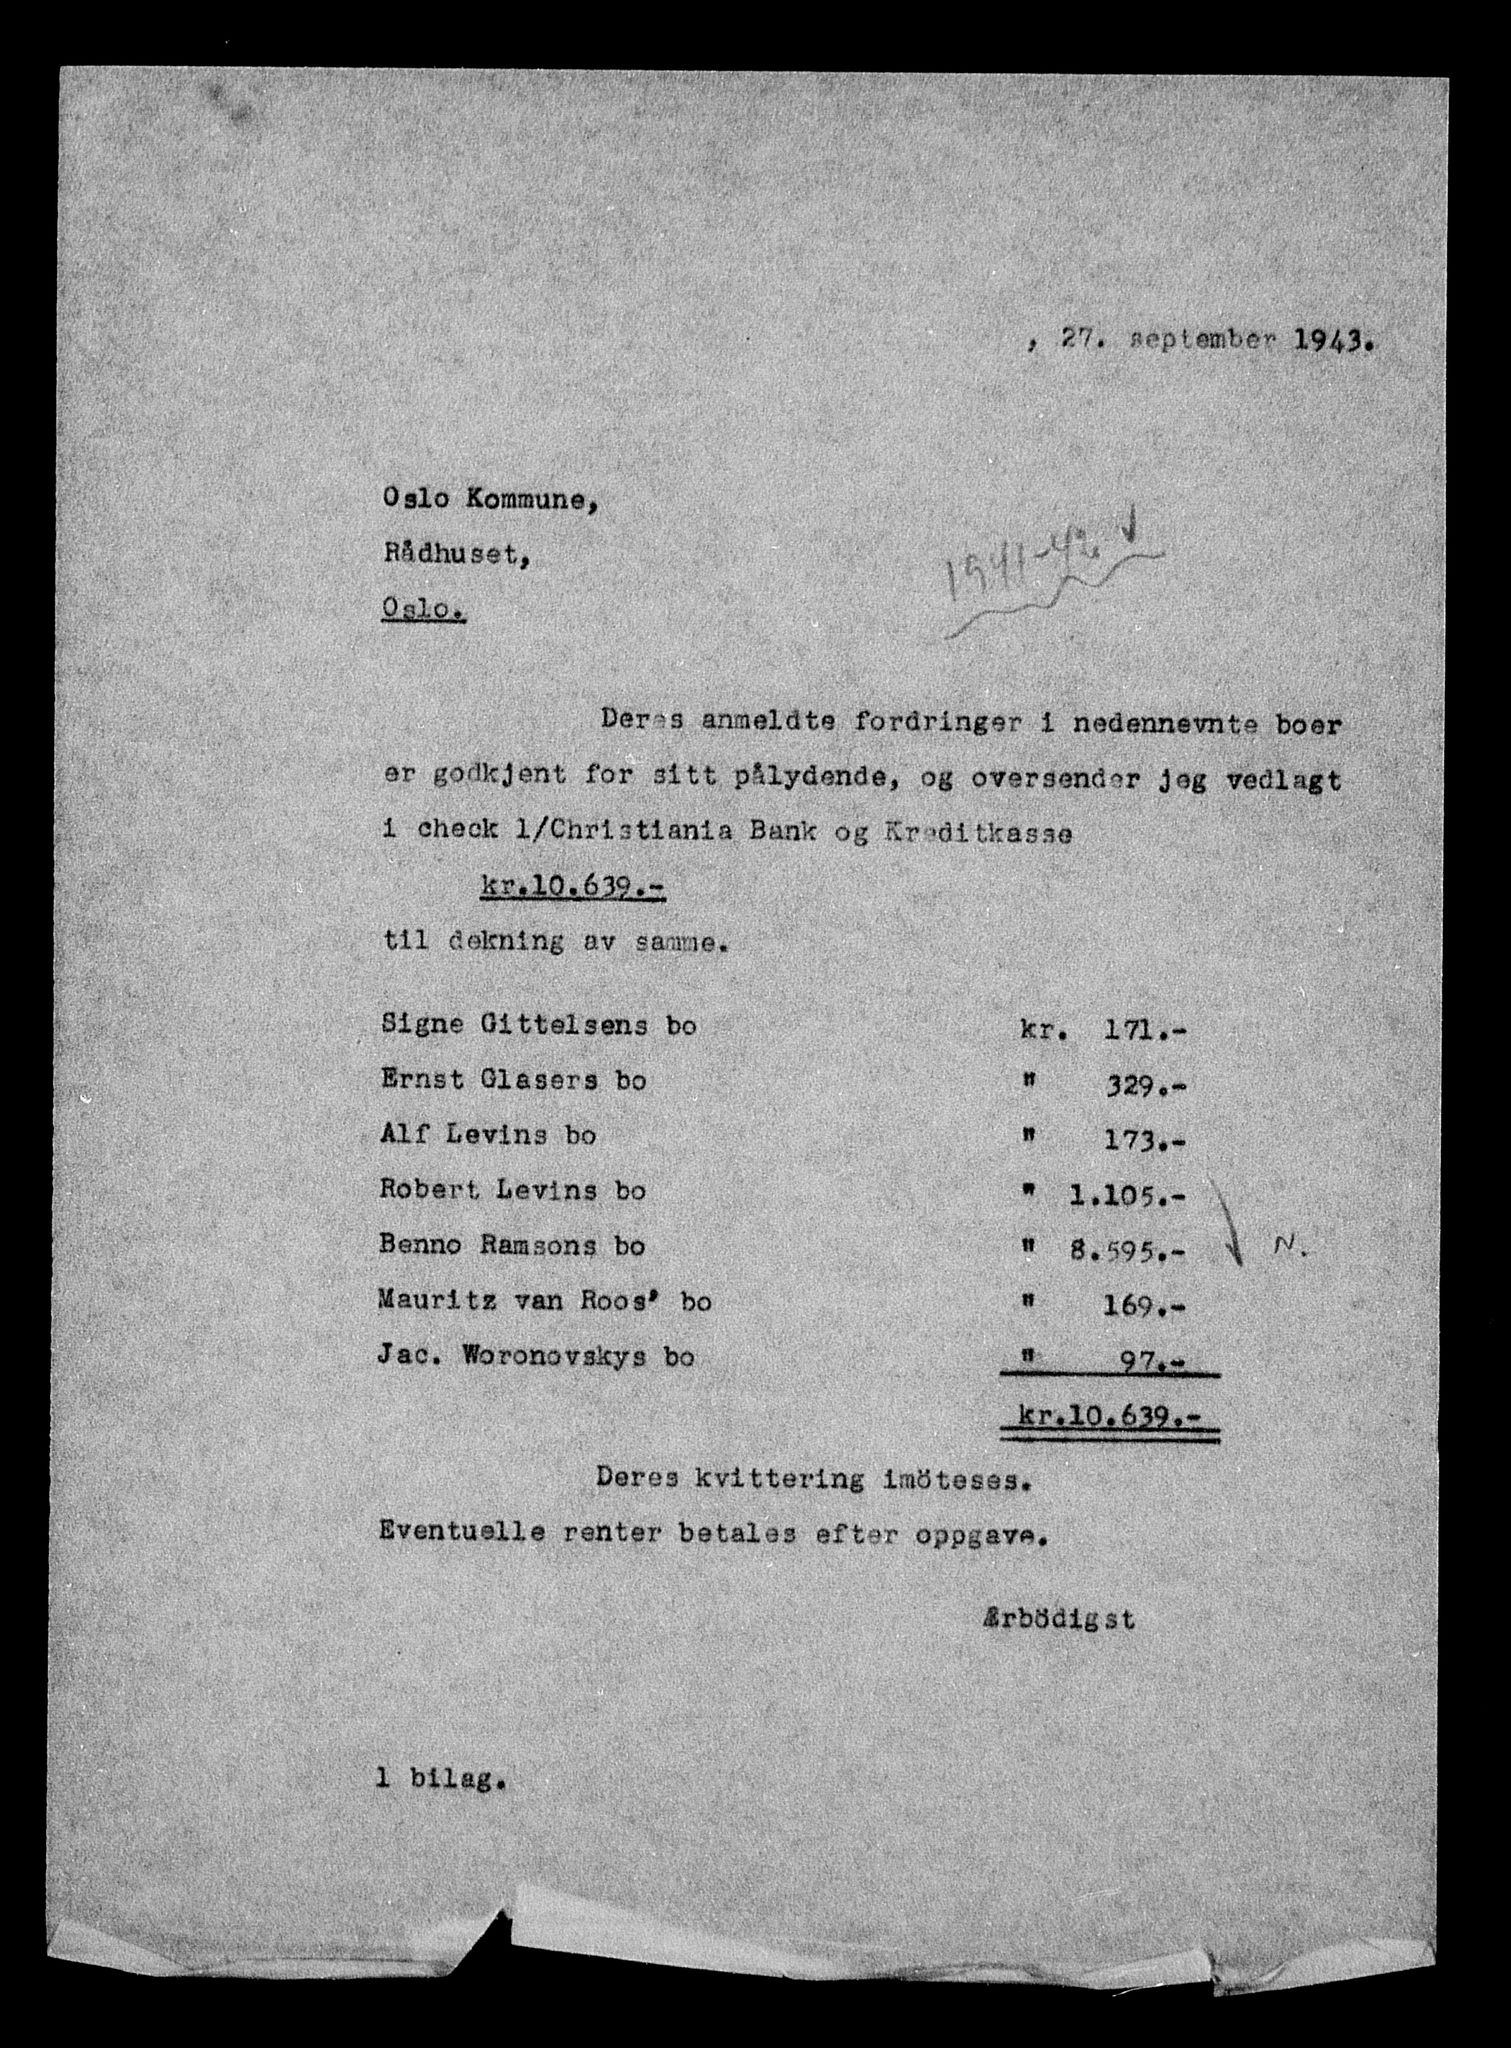 , 27. september 1943.
Oslo Kommune,
Rådhuset,
Oslo.
1941-42
Deres anmeldte fordringer i nedennevnte boer
er godkjent for sitt pålydende, og oversender jeg vedlagt
i check l/Christiania Bank og Kreditkasse
kr.10.639.-
til dekning av samme.
Signe Gittelsens bo kr. 171.-
Ernst Glasers bo " 329.-
Alf Levins bo " 173.-
Robert Levins bo " 1.105.-
Benno Ramsons bo " 8.595.- N.
Mauritz van Roos' bo " 169.-
Jac. Woronovskys bo " 97.-
kr.10.639.-
Deres kvittering imöteses.
Eventuelle renter betales efter oppgave.
Ærbödigst
1 bilag.